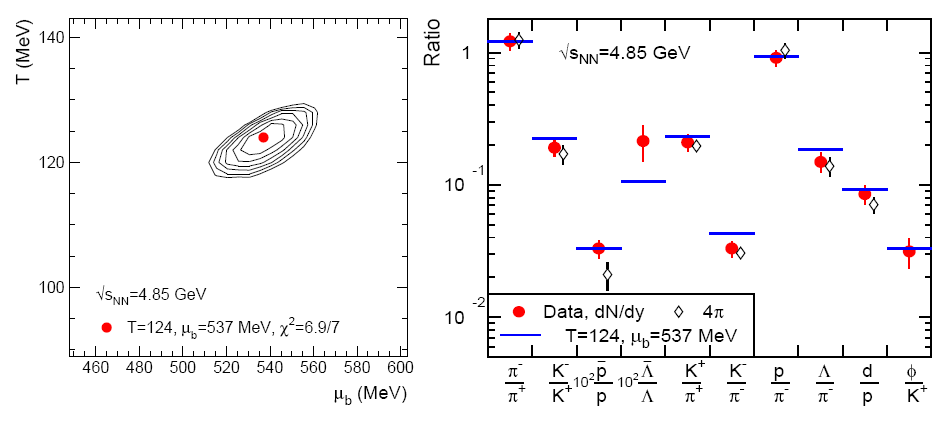 T (MeV)
140
120
100
√sNN=4.85 GeV
T=124, μb=537 MeV, χ2=6.9/7
460 480 500 520 540 560 580 600
μb (MeV)
Ratio
1
10-1
10-2
√sNN=4.85 GeV
Data, dN/dy 4π
T=124, μb=537 MeV
π- K- 102 p̄ 102 Λ̄ K+ K- p Λ d ϕ
π+ K+ p Λ π+ π- π- π- p K+